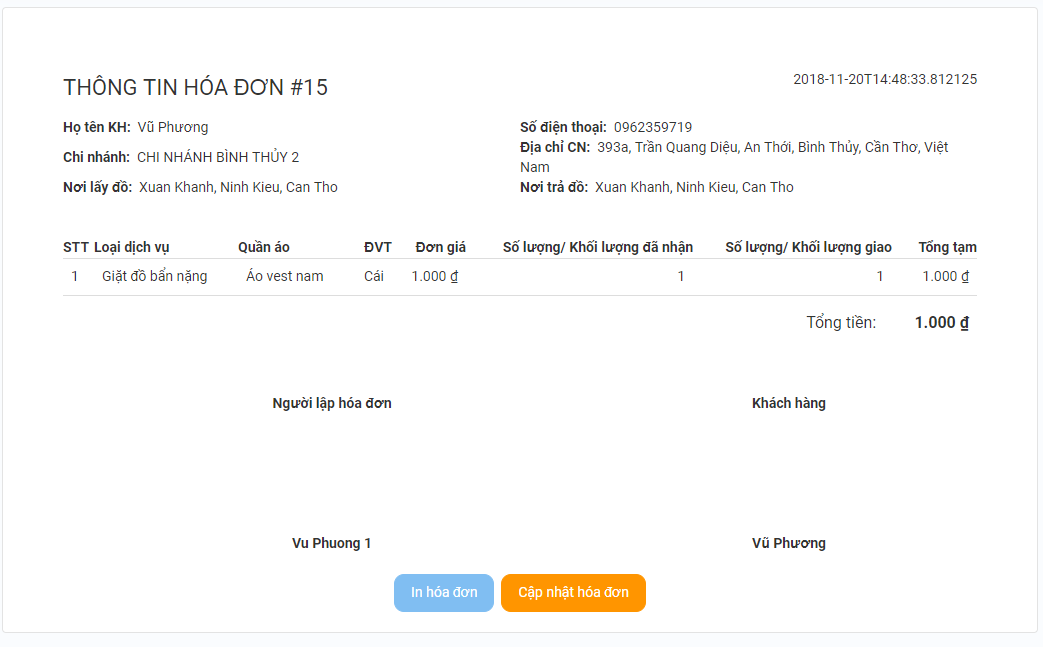 THÔNG TIN HÓA ĐƠN #15
2018-11-20T14:48:33.812125
Họ tên KH: Vũ Phương
Số điện thoại: 0962359719
Chi nhánh: CHI NHÁNH BÌNH THỦY 2
Địa chỉ CN: 393a, Trần Quang Diệu, An Thới, Bình Thủy, Cần Thơ, Việt
Nam
Nơi lấy đồ: Xuan Khanh, Ninh Kieu, Can Tho
Nơi trả đồ: Xuan Khanh, Ninh Kieu, Can Tho
STT Loại dịch vụ Quần áo ĐVT Đơn giá Số lượng/ Khối lượng đã nhận Số lượng/ Khối lượng giao Tổng tạm
1 Giặt đồ bẩn nặng Áo vest nam Cái 1.000 ₫ 1 1 1.000 ₫
Tổng tiền: 1.000 ₫
Người lập hóa đơn Khách hàng
Vu Phuong 1 Vũ Phương
In hóa đơn Cập nhật hóa đơn